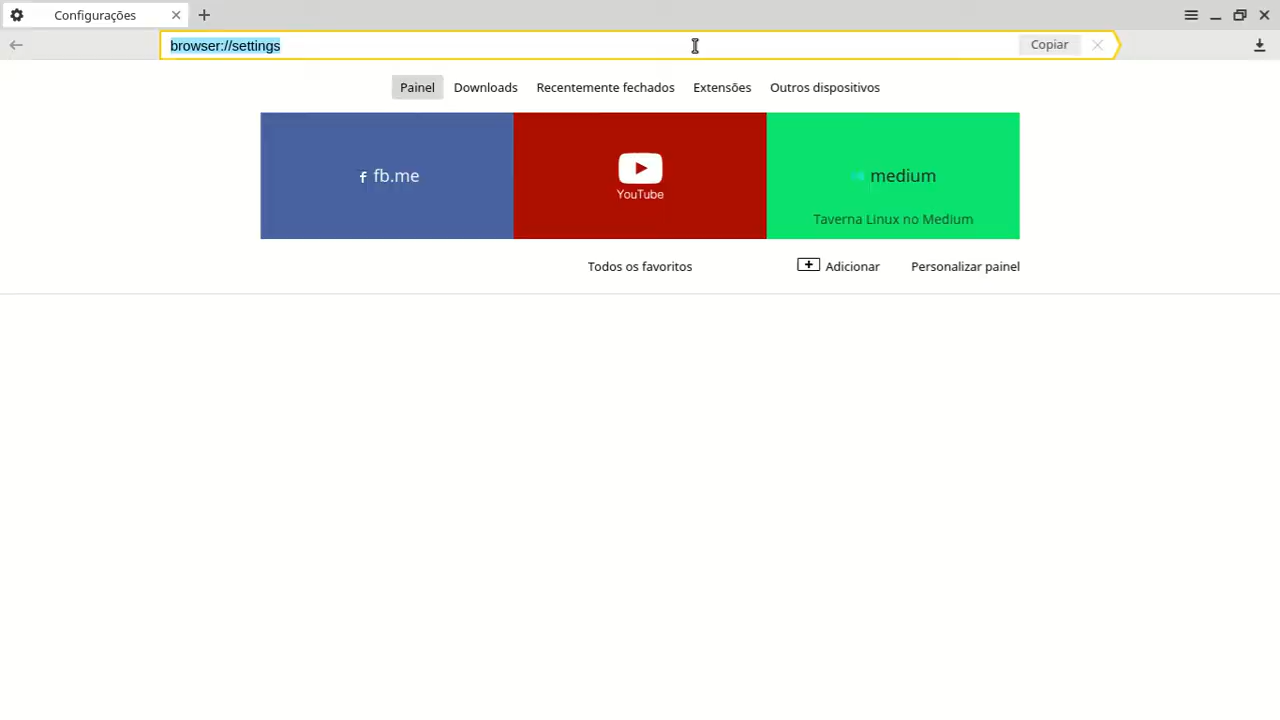 Configurações
browser://settings
Copiar
Painel Downloads Recentemente fechados Extensões Outros dispositivos
fb.me
YouTube
medium
Taverna Linux no Medium
Todos os favoritos
Adicionar
Personalizar painel